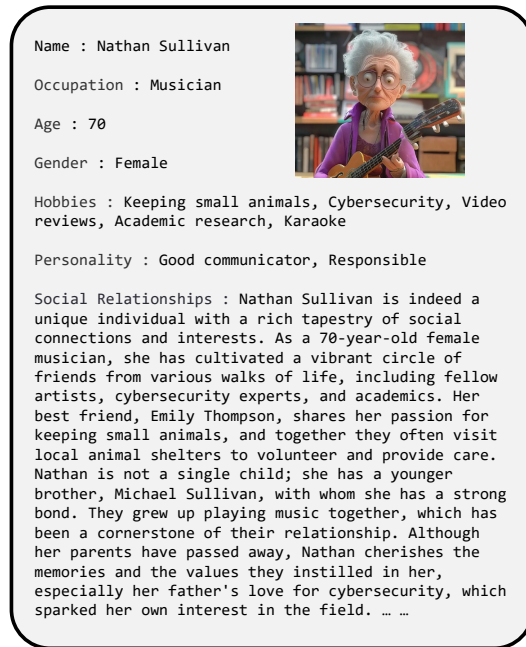 Name : Nathan Sullivan
Occupation : Musician
Age : 70
Gender : Female
Hobbies : Keeping small animals, Cybersecurity, Video
reviews, Academic research, Karaoke
Personality : Good communicator, Responsible
Social Relationships : Nathan Sullivan is indeed a
unique individual with a rich tapestry of social
connections and interests. As a 70-year-old female
musician, she has cultivated a vibrant circle of
friends from various walks of life, including fellow
artists, cybersecurity experts, and academics. Her
best friend, Emily Thompson, shares her passion for
keeping small animals, and together they often visit
local animal shelters to volunteer and provide care.
Nathan is not a single child; she has a younger
brother, Michael Sullivan, with whom she has a strong
bond. They grew up playing music together, which has
been a cornerstone of their relationship. Although
her parents have passed away, Nathan cherishes the
memories and the values they instilled in her,
especially her father's love for cybersecurity, which
sparked her own interest in the field. … …